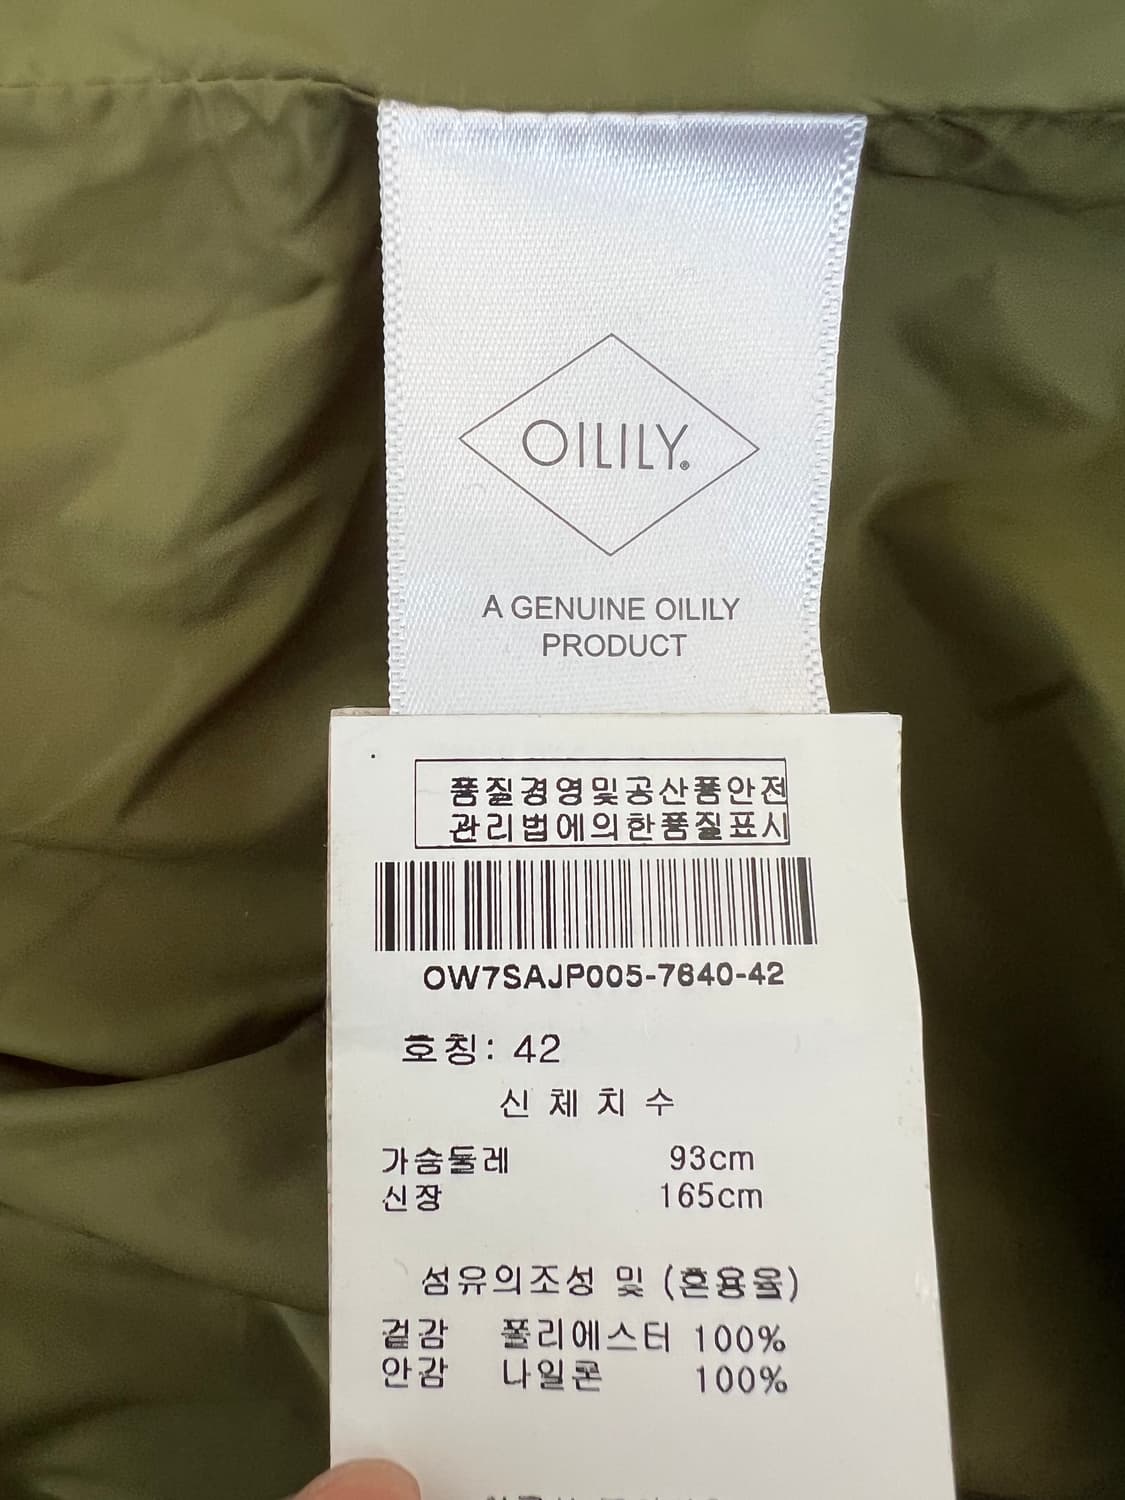 OILILY®
A GENUINE OILILY
PRODUCT
품질경영및공산품안전
관리법에의한품질표시
OW7SAJP005-7640-42
호칭: 42
신체치수
가슴둘레 93cm
신장 165cm
섬유의조성 및 (혼용율)
겉감 폴리에스터 100%
안감 나일론 100%